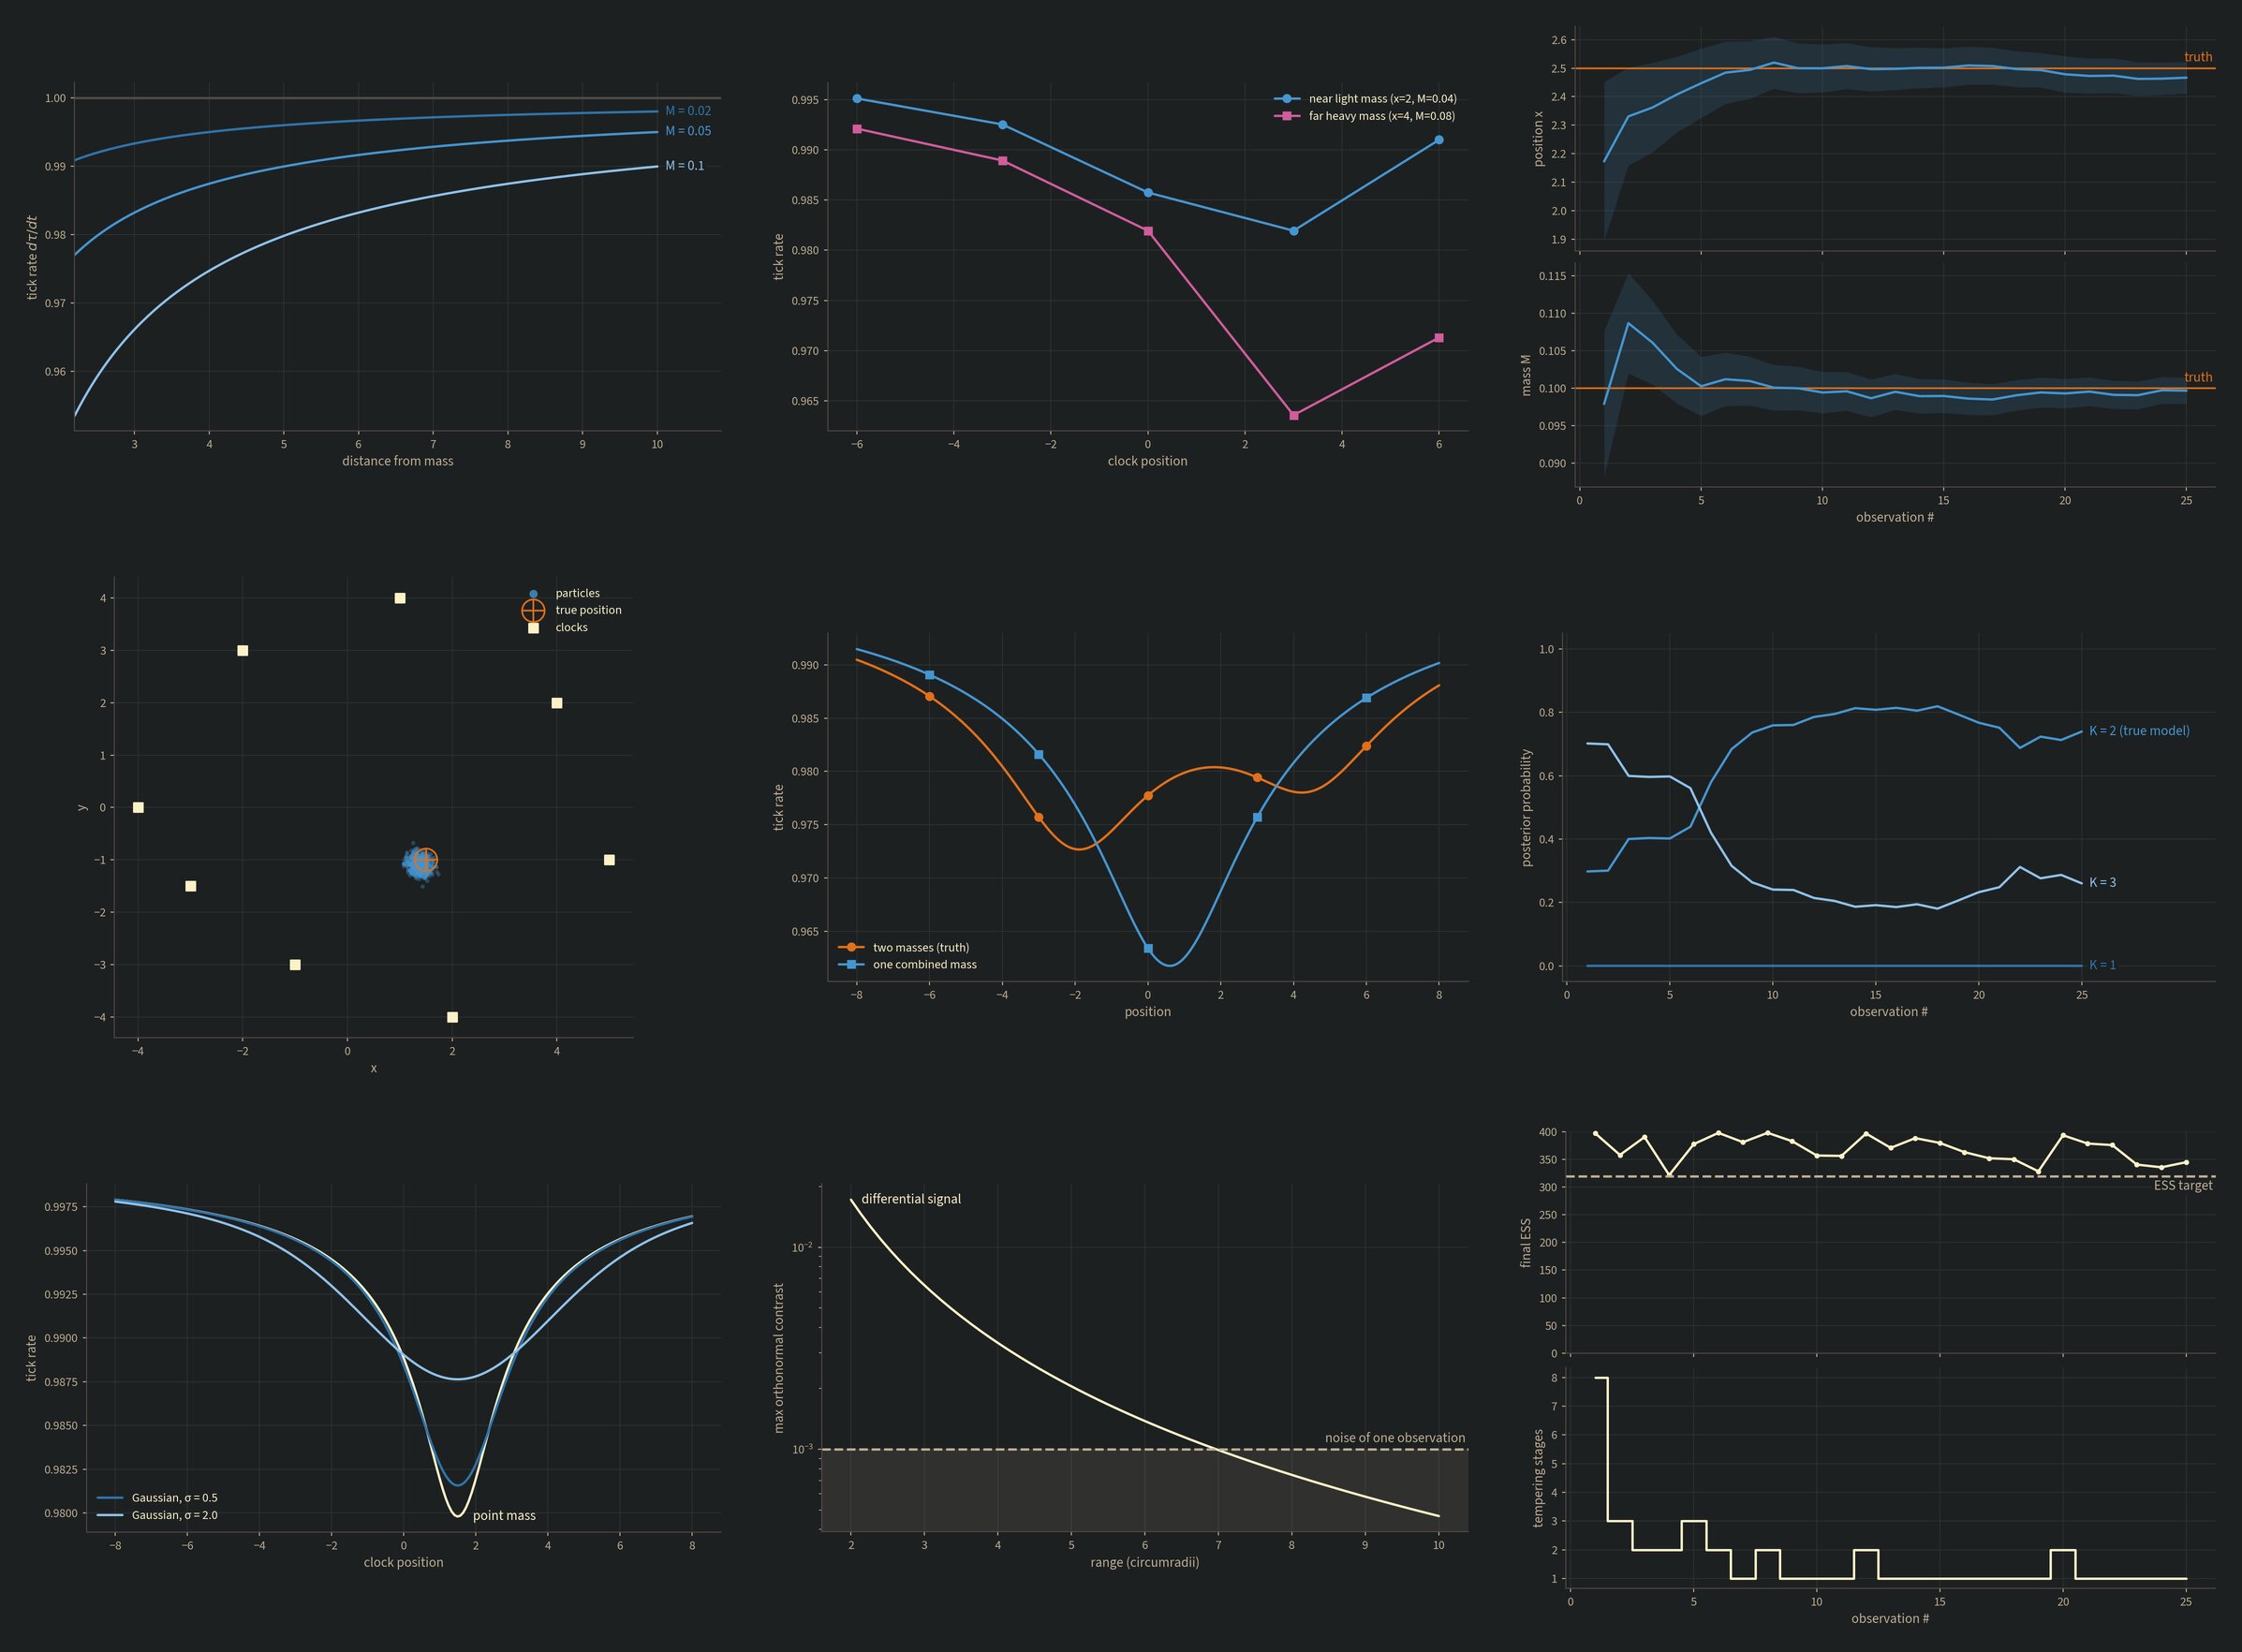 1.00
0.99
0.98
0.97
0.96
tick rate dτ/dt
M = 0.02
M = 0.05
M = 0.1
3 4 5 6 7 8 9 10
distance from mass
0.995
0.990
0.985
0.980
0.975
0.970
0.965
tick rate
near light mass (x=2, M=0.04)
far heavy mass (x=4, M=0.08)
−6 −4 −2 0 2 4 6
clock position
2.6
2.5
2.4
2.3
2.2
2.1
2.0
1.9
position x
truth
0.115
0.110
0.105
0.100
0.095
0.090
mass M
truth
0 5 10 15 20 25
observation #
4
3
2
1
0
−1
−2
−3
−4
y
particles
true position
clocks
−4 −2 0 2 4
x
0.990
0.985
0.980
0.975
0.970
0.965
tick rate
two masses (truth)
one combined mass
−8 −6 −4 −2 0 2 4 6 8
position
1.0
0.8
0.6
0.4
0.2
0.0
posterior probability
K = 2 (true model)
K = 3
K = 1
0 5 10 15 20 25
observation #
0.9975
0.9950
0.9925
0.9900
0.9875
0.9850
0.9825
0.9800
tick rate
Gaussian, σ = 0.5
Gaussian, σ = 2.0
point mass
−8 −6 −4 −2 0 2 4 6 8
clock position
10⁻²
10⁻³
max orthonormal contrast
differential signal
noise of one observation
2 3 4 5 6 7 8 9 10
range (circumradii)
400
350
300
250
200
150
100
50
0
final ESS
ESS target
8
7
6
5
4
3
2
1
tempering stages
0 5 10 15 20 25
observation #